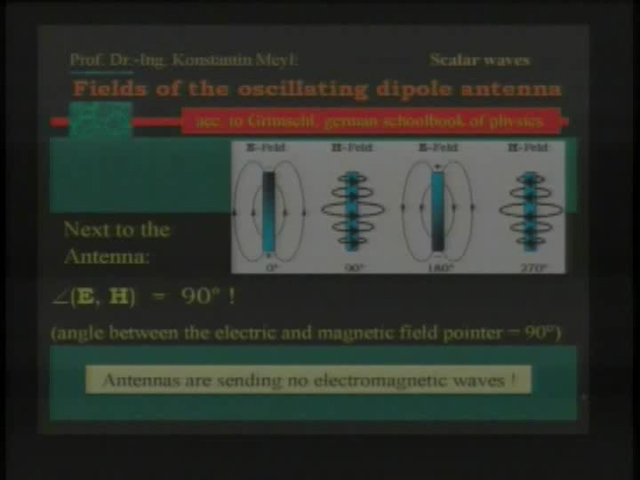 Prof. Dr.-Ing. Konstantin Meyl:
Scalar waves
Fields of the oscillating dipole antenna
acc. to Grimsehl, german schoolbook of physics
E-Feld H-Feld E-Feld H-Feld
+
−
0° 90° 180° 270°
Next to the
Antenna:
∠(E, H) = 90° !
(angle between the electric and magnetic field pointer = 90°)
Antennas are sending no electromagnetic waves !